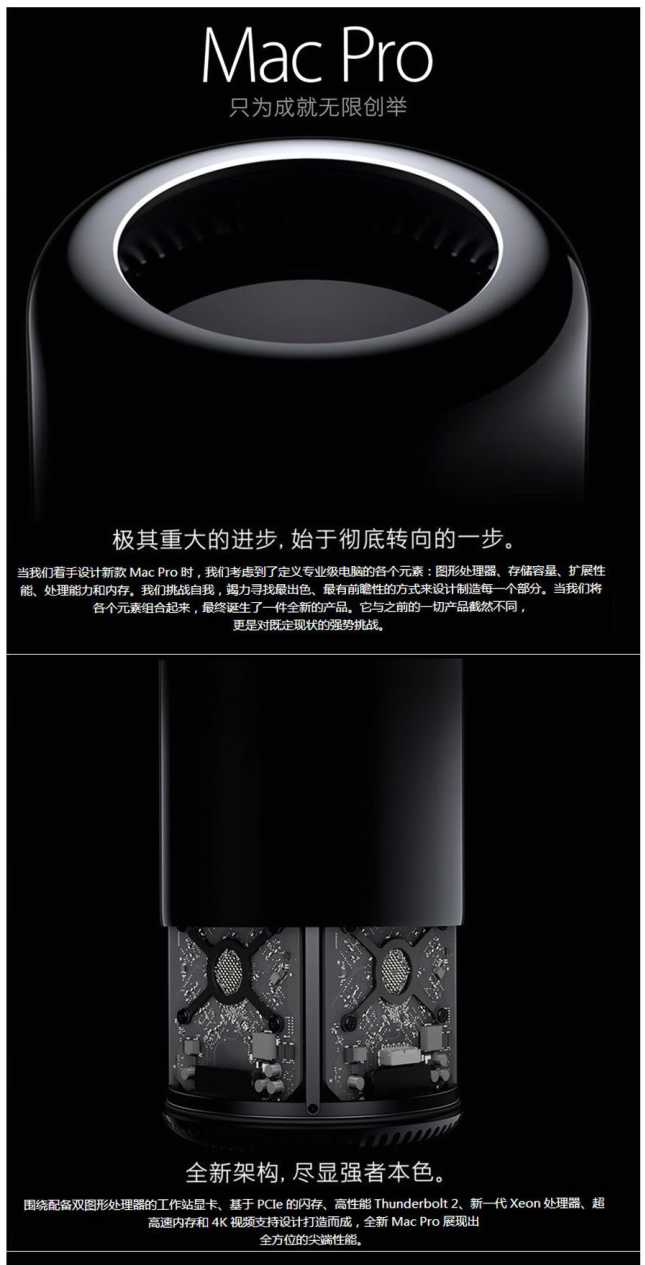 Mac Pro
只为成就无限创举
极其重大的进步, 始于彻底转向的一步。
当我们着手设计新款 Mac Pro 时，我们考虑到了定义专业级电脑的各个元素：图形处理器、存储容量、扩展性
能、处理能力和内存。我们挑战自我，竭力寻找最出色、最有前瞻性的方式来设计制造每一个部分。当我们将
各个元素组合起来，最终诞生了一件全新的产品。它与之前的一切产品截然不同，
更是对既定现状的强势挑战。
全新架构, 尽显强者本色。
围绕配备双图形处理器的工作站显卡、基于 PCIe 的闪存、高性能 Thunderbolt 2、新一代 Xeon 处理器、超
高速内存和 4K 视频支持设计打造而成，全新 Mac Pro 展现出
全方位的尖端性能。